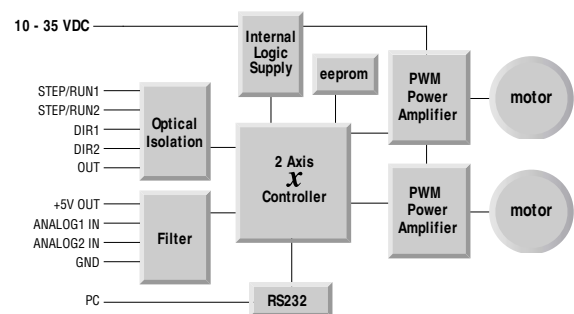 10 - 35 VDC
Internal
Logic
Supply
eeprom
PWM
Power
Amplifier
motor
STEP/RUN1
STEP/RUN2
DIR1
DIR2
OUT
Optical
Isolation
2 Axis
x
Controller
+5V OUT
ANALOG1 IN
ANALOG2 IN
GND
Filter
PWM
Power
Amplifier
motor
PC
RS232